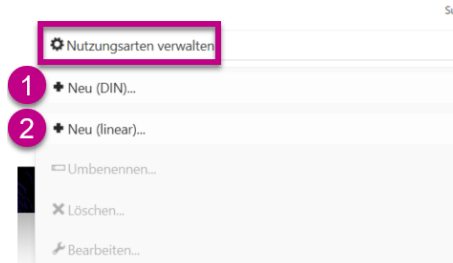 Nutzungsarten verwalten
1 Neu (DIN)...
2 Neu (linear)...
Umbenennen...
Löschen...
Bearbeiten...